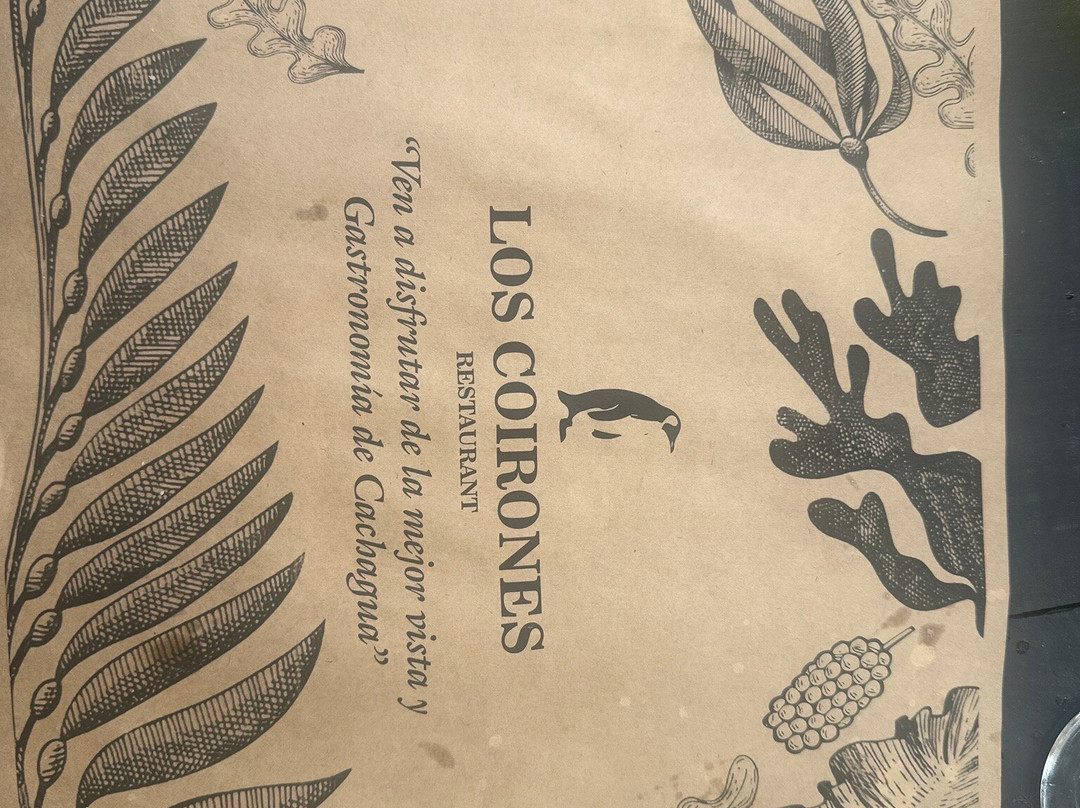 LOS COIRONES
RESTAURANT
“Ven a disfrutar de la mejor vista y
Gastronomía de Cachagua”